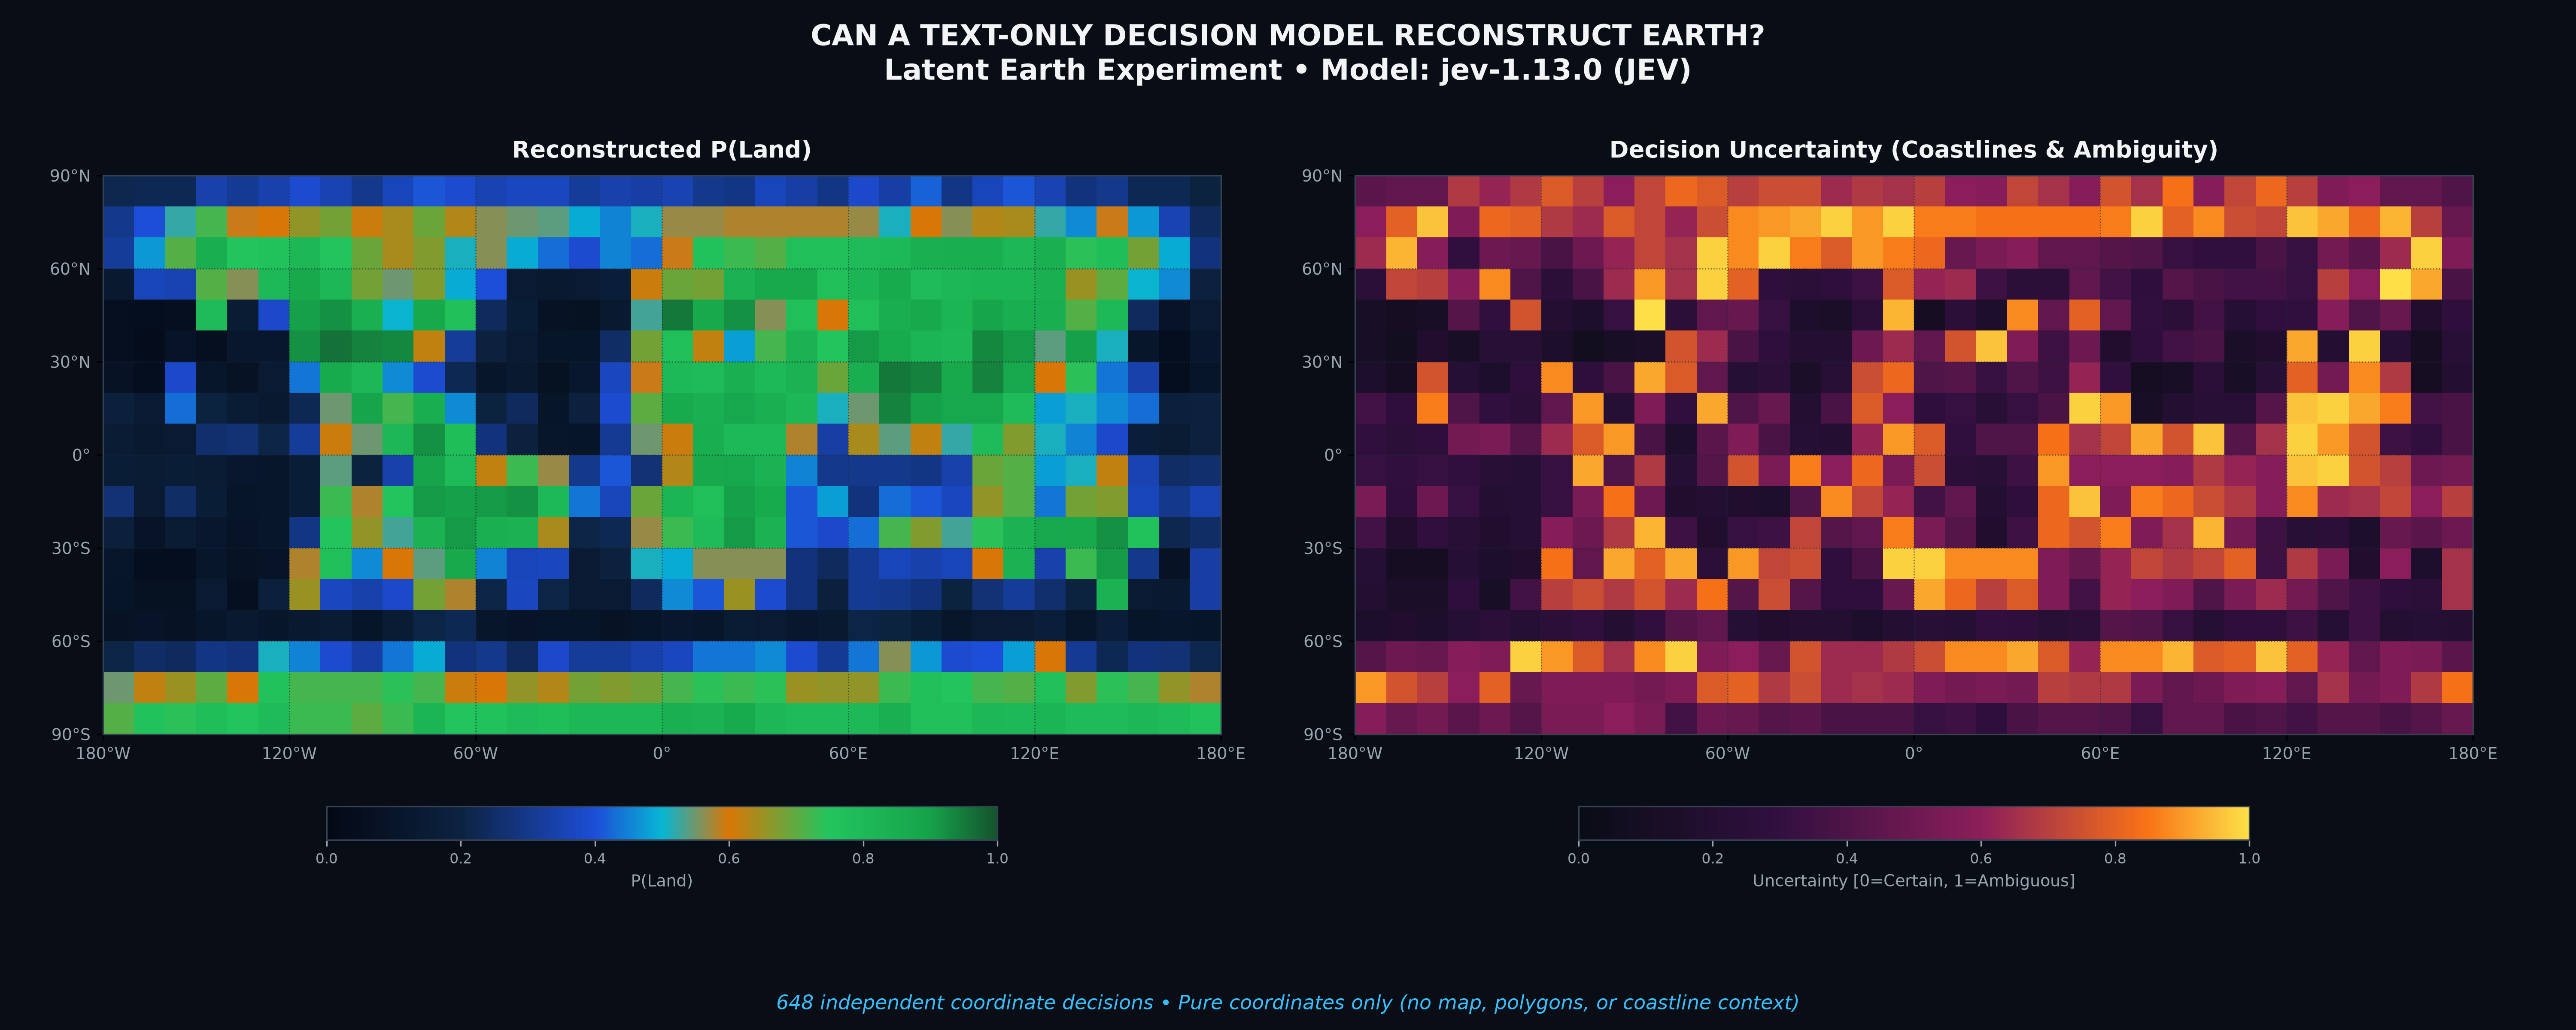 CAN A TEXT-ONLY DECISION MODEL RECONSTRUCT EARTH?
Latent Earth Experiment • Model: jev-1.13.0 (JEV)
Reconstructed P(Land)
90°N
60°N
30°N
0°
30°S
60°S
90°S
180°W 120°W 60°W 0° 60°E 120°E 180°E
0.0 0.2 0.4 0.6 0.8 1.0
P(Land)
Decision Uncertainty (Coastlines & Ambiguity)
90°N
60°N
30°N
0°
30°S
60°S
90°S
180°W 120°W 60°W 0° 60°E 120°E 180°E
0.0 0.2 0.4 0.6 0.8 1.0
Uncertainty [0=Certain, 1=Ambiguous]
648 independent coordinate decisions • Pure coordinates only (no map, polygons, or coastline context)